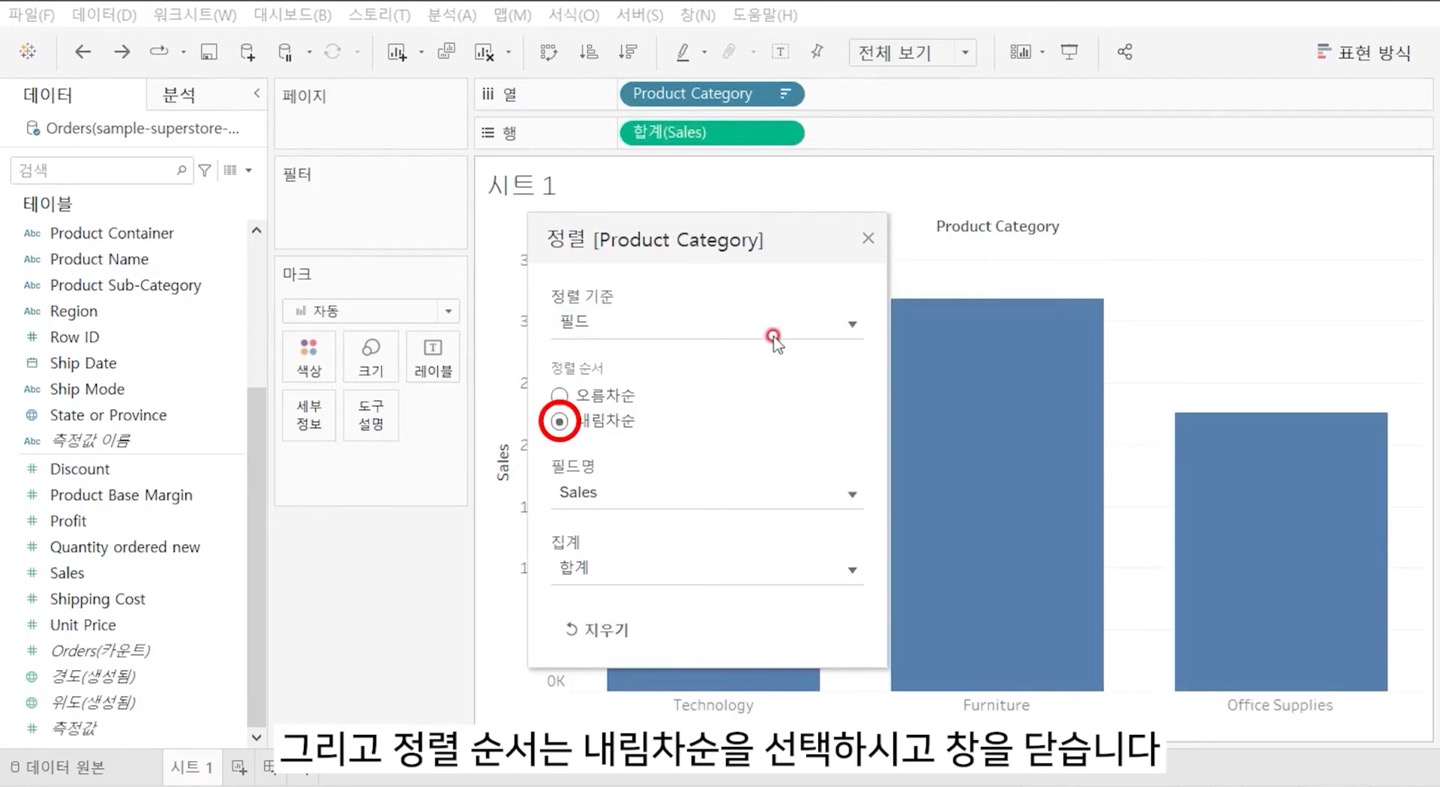 파일(F) 데이터(D) 워크시트(W) 대시보드(B) 스토리(T) 분석(A) 맵(M) 서식(O) 서버(S) 창(N) 도움말(H)
전체 보기
표현 방식
데이터 분석
Orders(sample-superstore-...
검색
테이블
Abc Product Container
Abc Product Name
Abc Product Sub-Category
Abc Region
# Row ID
Ship Date
Abc Ship Mode
State or Province
Abc 측정값 이름
# Discount
# Product Base Margin
# Profit
# Quantity ordered new
# Sales
# Shipping Cost
# Unit Price
# Orders(카운트)
경도(생성됨)
위도(생성됨)
# 측정값
페이지
필터
마크
자동
색상 크기 레이블
세부 정보
도구 설명
열 Product Category
행 합계(Sales)
시트 1
Product Category
정렬 [Product Category]
정렬 기준
필드
정렬 순서
오름차순
내림차순
필드명
Sales
집계
합계
지우기
Sales
0K
Technology Furniture Office Supplies
데이터 원본 시트 1
그리고 정렬 순서는 내림차순을 선택하시고 창을 닫습니다